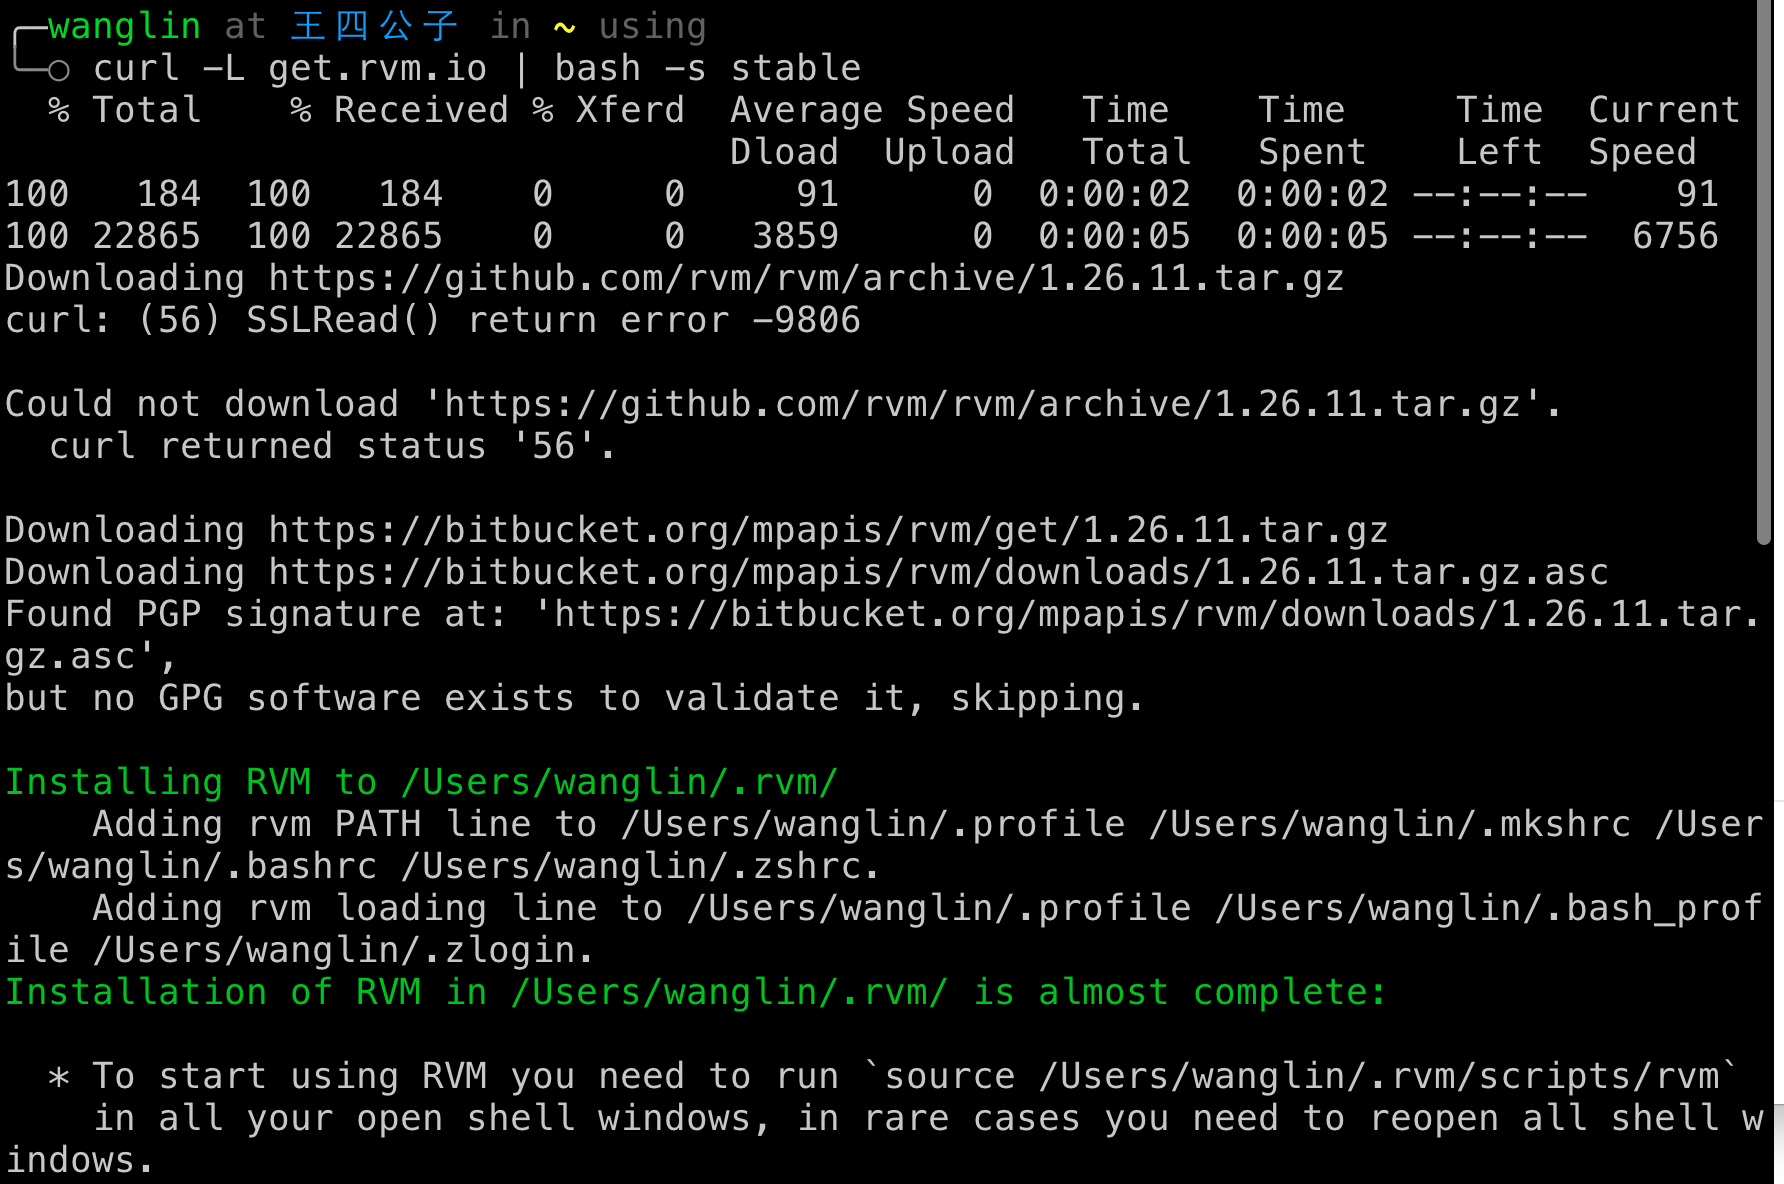 wanglin at 王四公子 in ~ using
curl -L get.rvm.io | bash -s stable
  % Total    % Received % Xferd  Average Speed   Time    Time     Time  Current
                                 Dload  Upload   Total   Spent    Left  Speed
100   184  100   184    0     0     91      0  0:00:02  0:00:02 --:--:--    91
100 22865  100 22865    0     0   3859      0  0:00:05  0:00:05 --:--:--  6756
Downloading https://github.com/rvm/rvm/archive/1.26.11.tar.gz
curl: (56) SSLRead() return error -9806

Could not download 'https://github.com/rvm/rvm/archive/1.26.11.tar.gz'.
  curl returned status '56'.

Downloading https://bitbucket.org/mpapis/rvm/get/1.26.11.tar.gz
Downloading https://bitbucket.org/mpapis/rvm/downloads/1.26.11.tar.gz.asc
Found PGP signature at: 'https://bitbucket.org/mpapis/rvm/downloads/1.26.11.tar.
gz.asc',
but no GPG software exists to validate it, skipping.

Installing RVM to /Users/wanglin/.rvm/
    Adding rvm PATH line to /Users/wanglin/.profile /Users/wanglin/.mkshrc /User
s/wanglin/.bashrc /Users/wanglin/.zshrc.
    Adding rvm loading line to /Users/wanglin/.profile /Users/wanglin/.bash_prof
ile /Users/wanglin/.zlogin.
Installation of RVM in /Users/wanglin/.rvm/ is almost complete:

  * To start using RVM you need to run `source /Users/wanglin/.rvm/scripts/rvm`
    in all your open shell windows, in rare cases you need to reopen all shell w
indows.